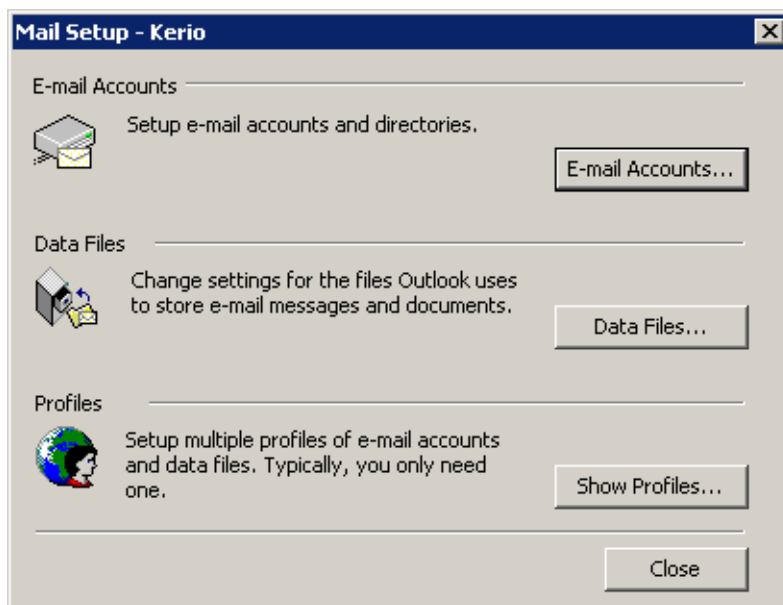 Mail Setup - Kerio
E-mail Accounts
Setup e-mail accounts and directories.
E-mail Accounts...
Data Files
Change settings for the files Outlook uses
to store e-mail messages and documents.
Data Files...
Profiles
Setup multiple profiles of e-mail accounts
and data files. Typically, you only need
one.
Show Profiles...
Close